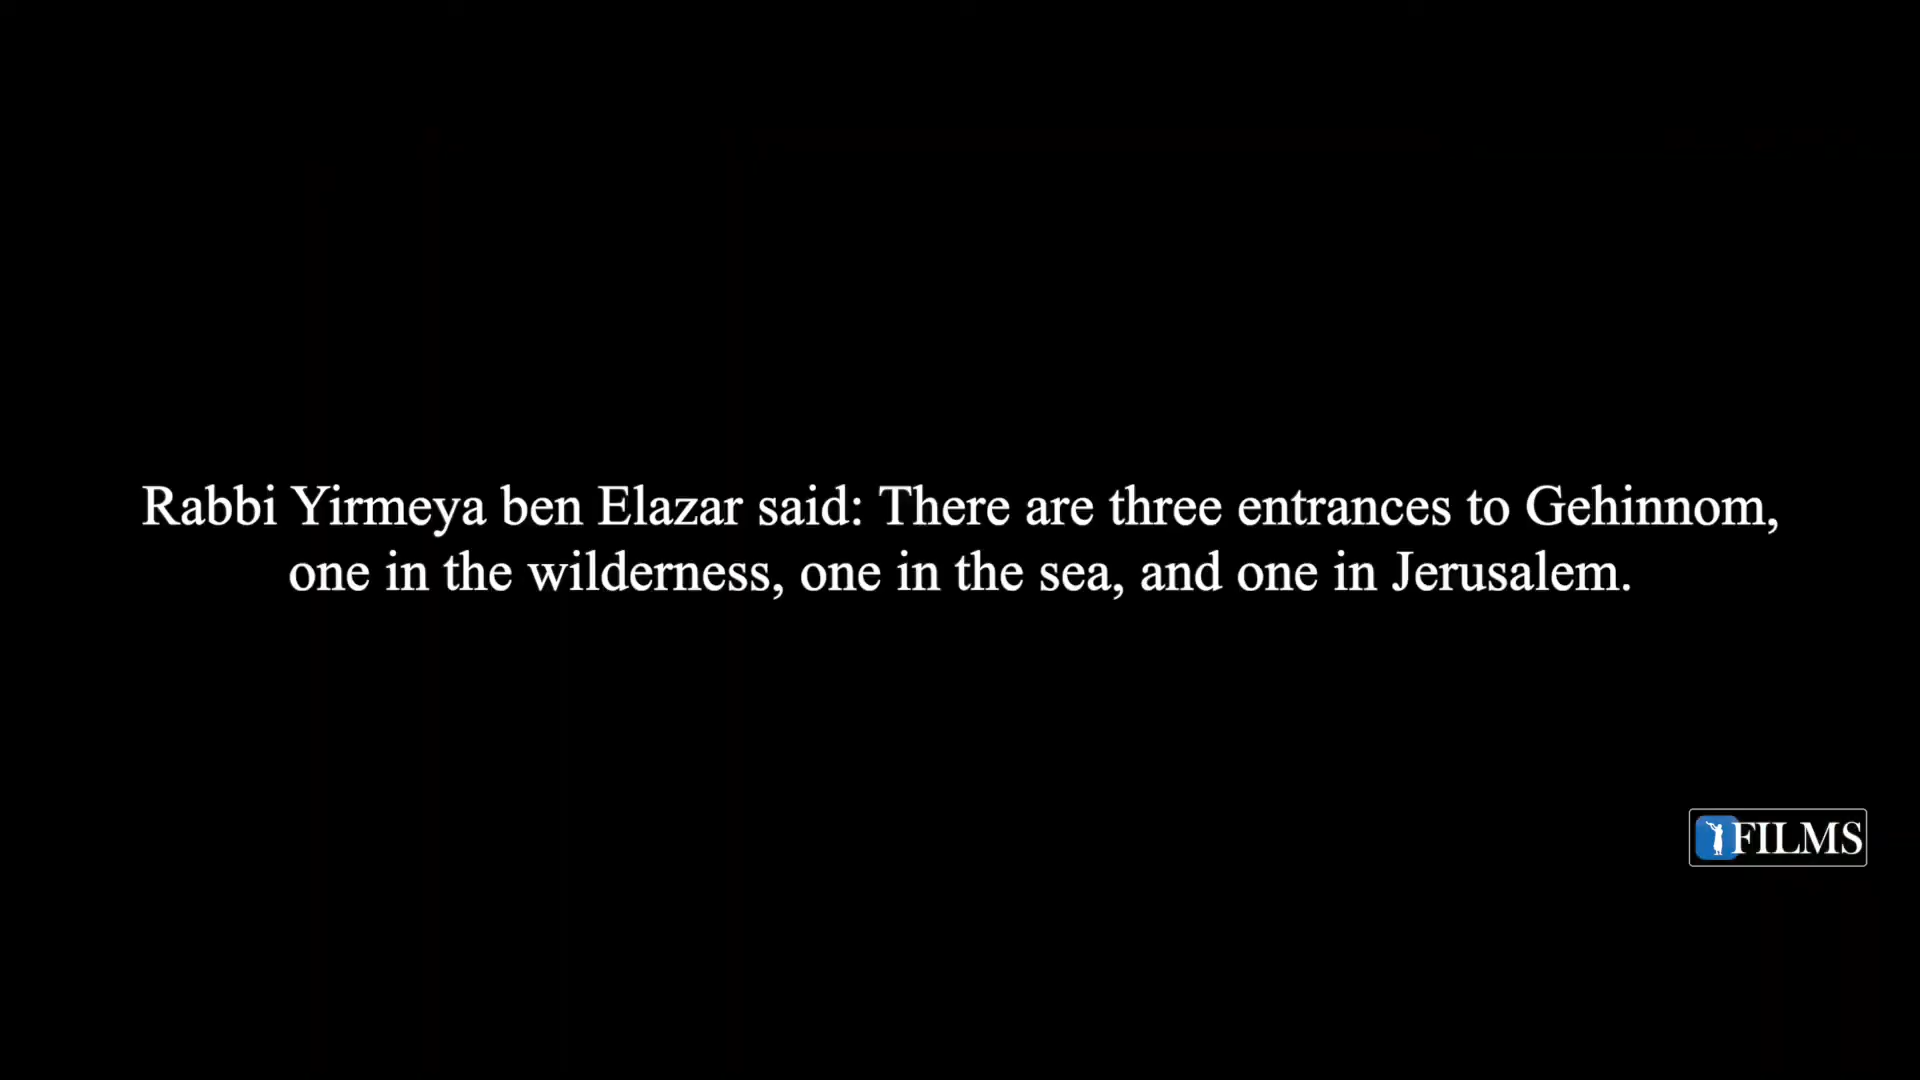 Rabbi Yirmeya ben Elazar said: There are three entrances to Gehinnom,
one in the wilderness, one in the sea, and one in Jerusalem.
FILMS